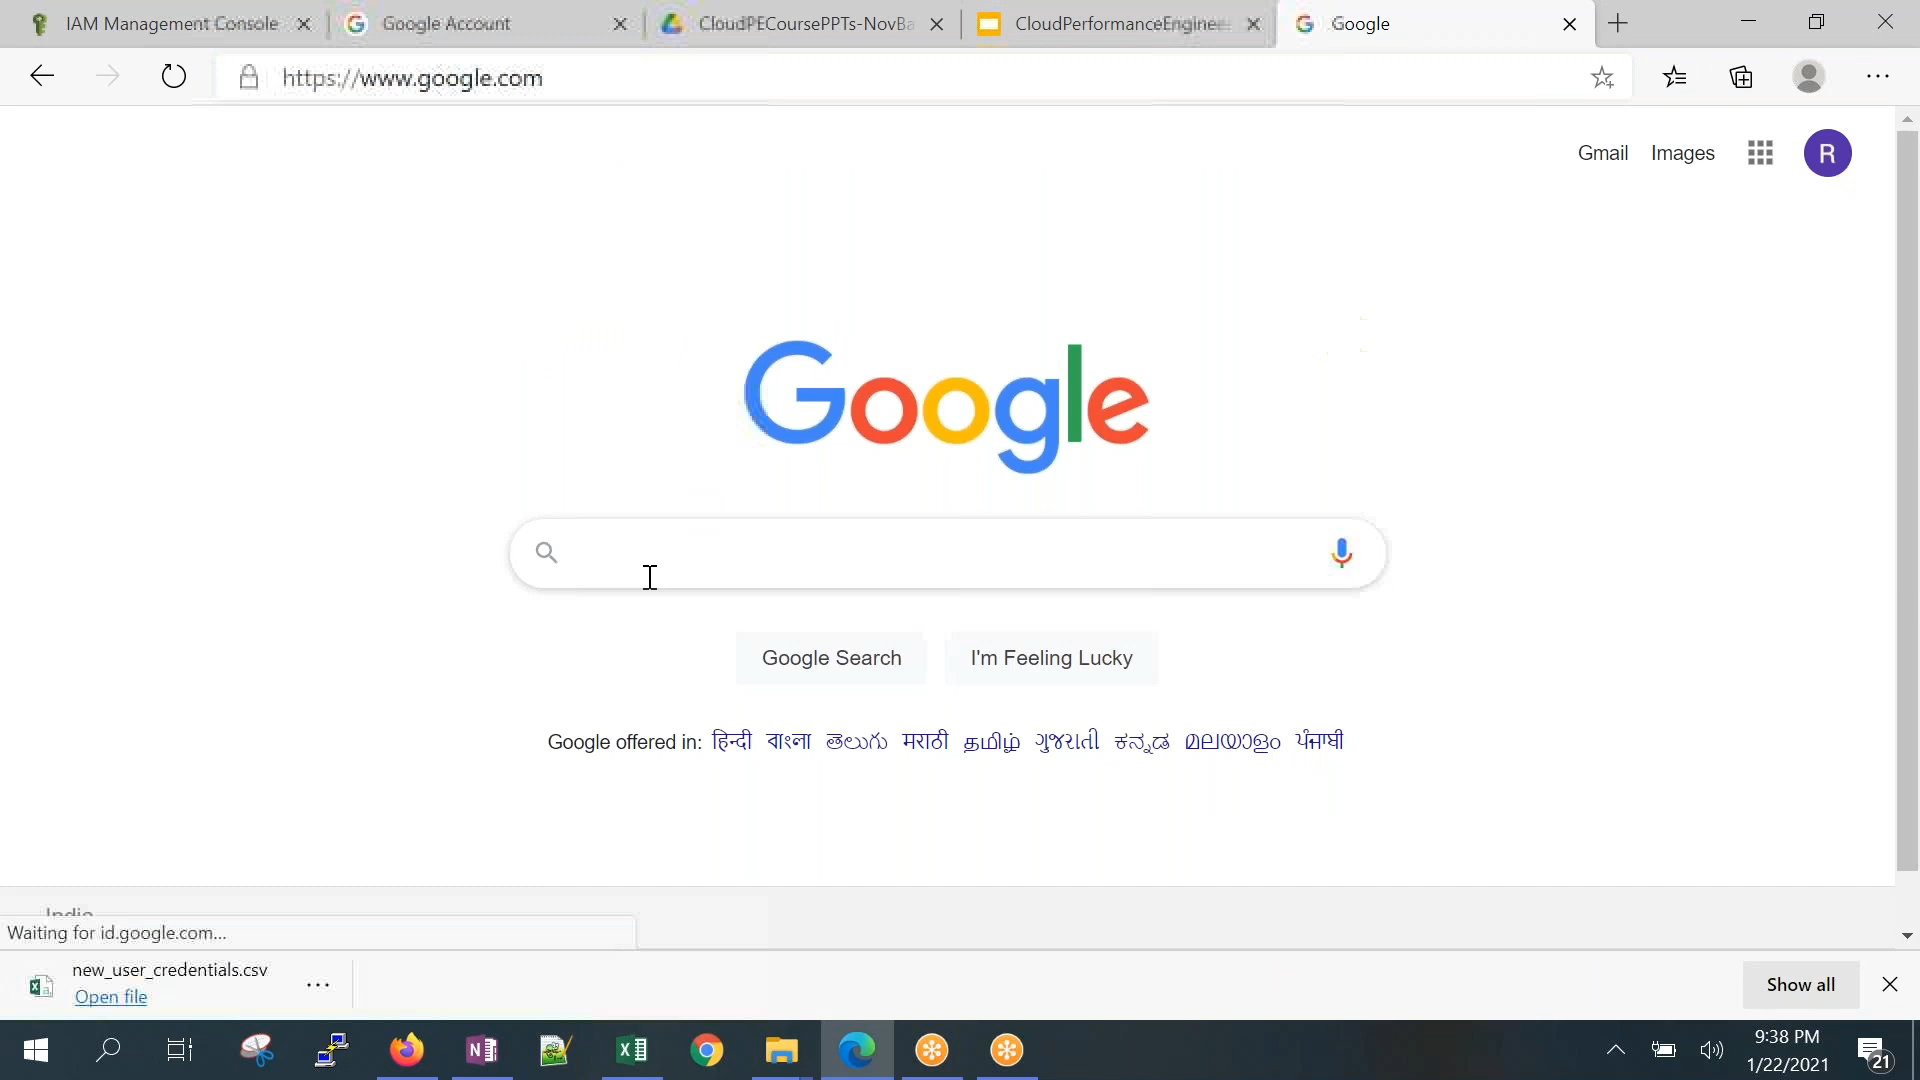 IAM Management Console
Google Account
CloudPECoursePPTs-NovBa
CloudPerformanceEnginee
Google
https://www.google.com
Gmail Images
R
Google
Google Search I'm Feeling Lucky
Google offered in: हिन्दी বাংলা తెలుగు मराठी தமிழ் ગુજરાતી ಕನ್ನಡ മലയാളം ਪੰਜਾਬੀ
India
Waiting for id.google.com...
new_user_credentials.csv
Open file
Show all
9:38 PM
1/22/2021
21